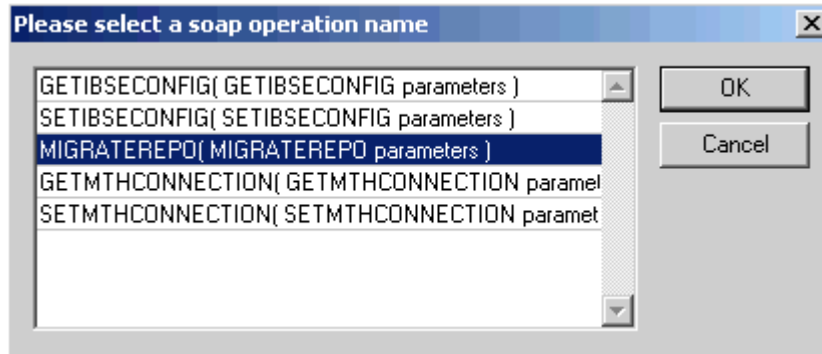 Please select a soap operation name
GETIBSECONFIG( GETIBSECONFIG parameters )
SETIBSECONFIG( SETIBSECONFIG parameters )
MIGRATEREPO( MIGRATEREPO parameters )
GETMTHCONNECTION( GETMTHCONNECTION paramet
SETMTHCONNECTION( SETMTHCONNECTION paramet
OK
Cancel